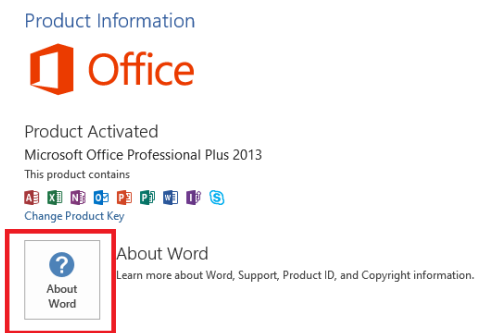 Product Information
Office
Product Activated
Microsoft Office Professional Plus 2013
This product contains
Change Product Key
About Word
Learn more about Word, Support, Product ID, and Copyright information.
?
About
Word